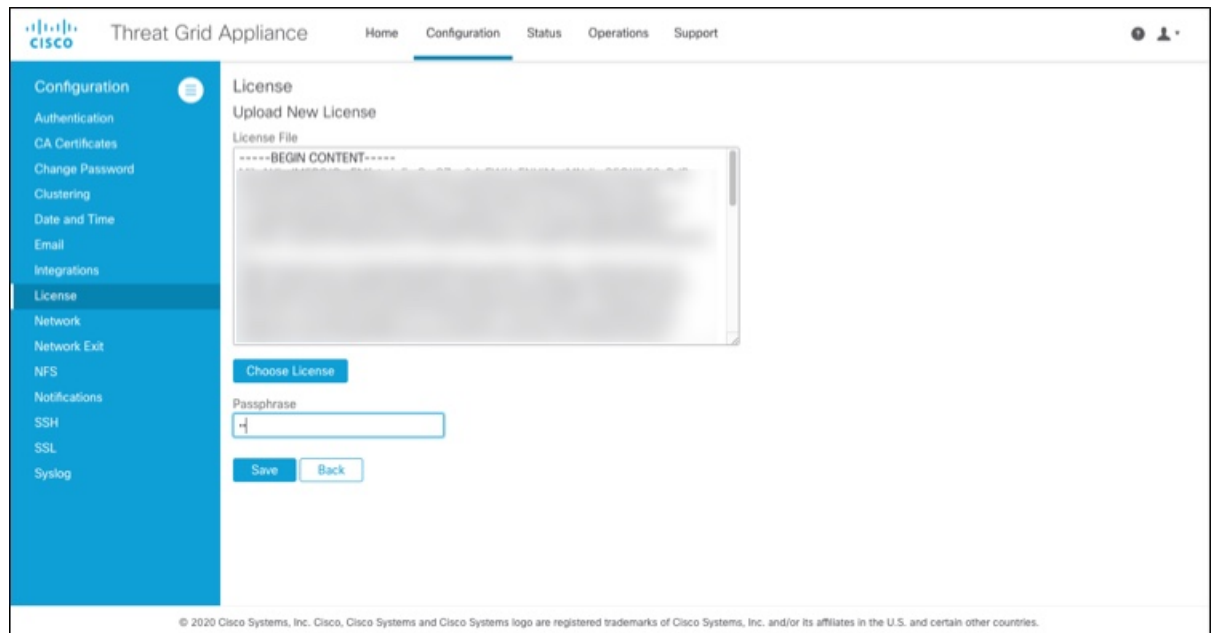 CISCO
Threat Grid Appliance
Home
Configuration
Status
Operations
Support
Configuration
Authentication
CA Certificates
Change Password
Clustering
Date and Time
Email
Integrations
License
Network
Network Exit
NFS
Notifications
SSH
SSL
Syslog
License
Upload New License
License File
-----BEGIN CONTENT-----
Choose License
Passphrase
Save
Back
© 2020 Cisco Systems, Inc. Cisco, Cisco Systems and Cisco Systems logo are registered trademarks of Cisco Systems, Inc. and/or its affiliates in the U.S. and certain other countries.